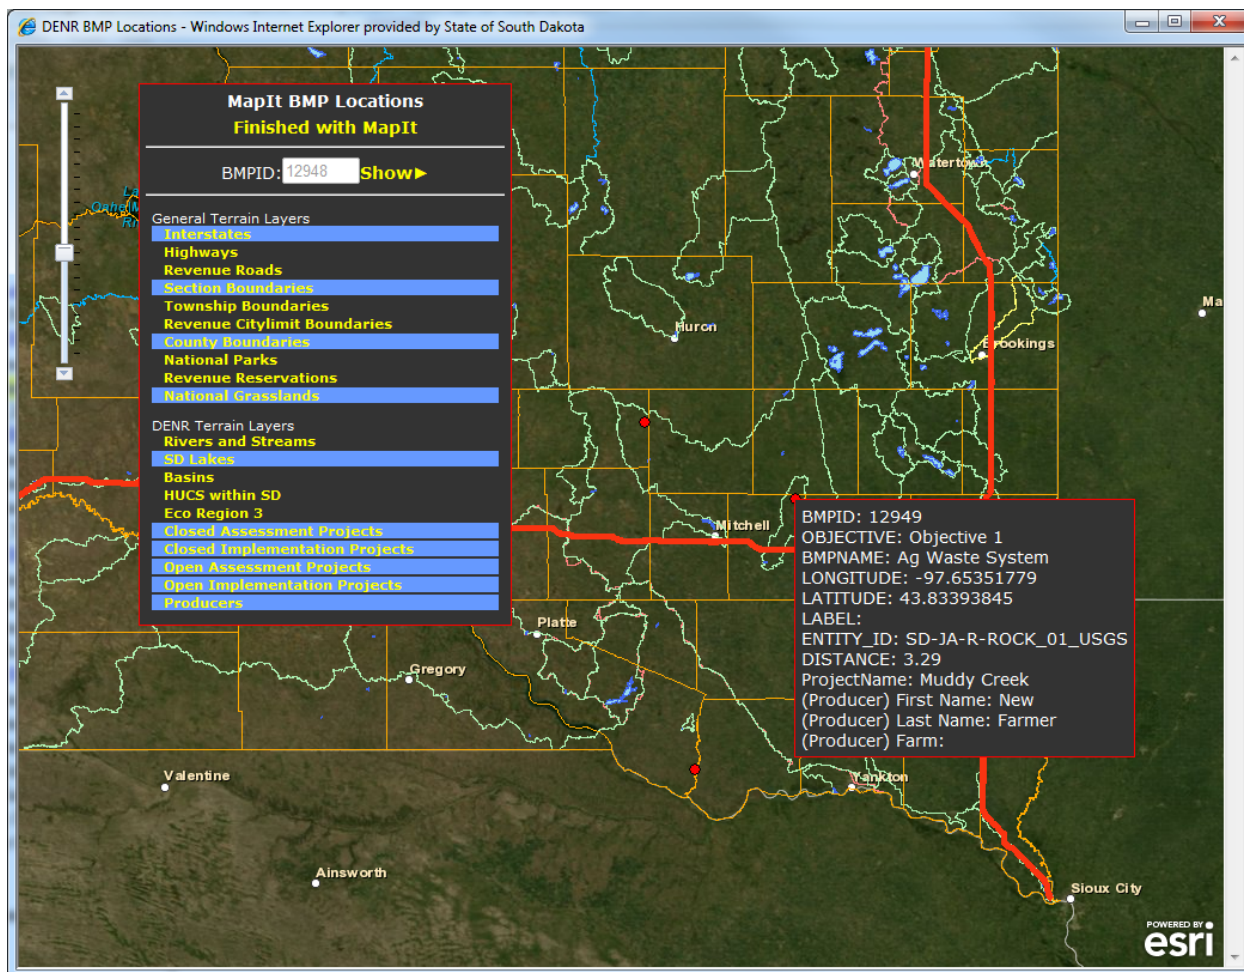 DENR BMP Locations - Windows Internet Explorer provided by State of South Dakota
MapIt BMP Locations
Finished with MapIt
BMPID: 12948 Show►
General Terrain Layers
Interstates
Highways
Revenue Roads
Section Boundaries
Township Boundaries
Revenue Citylimit Boundaries
County Boundaries
National Parks
Revenue Reservations
National Grasslands
DENR Terrain Layers
Rivers and Streams
SD Lakes
Basins
HUCS within SD
Eco Region 3
Closed Assessment Projects
Closed Implementation Projects
Open Assessment Projects
Open Implementation Projects
Producers
Watertown
Huron
Brookings
Ma
Mitchell
BMPID: 12949
OBJECTIVE: Objective 1
BMPNAME: Ag Waste System
LONGITUDE: -97.65351779
LATITUDE: 43.83393845
LABEL:
ENTITY_ID: SD-JA-R-ROCK_01_USGS
DISTANCE: 3.29
ProjectName: Muddy Creek
(Producer) First Name: New
(Producer) Last Name: Farmer
(Producer) Farm:
Platte
Gregory
Valentine
Yankton
Ainsworth
Sioux City
POWERED BY
esri